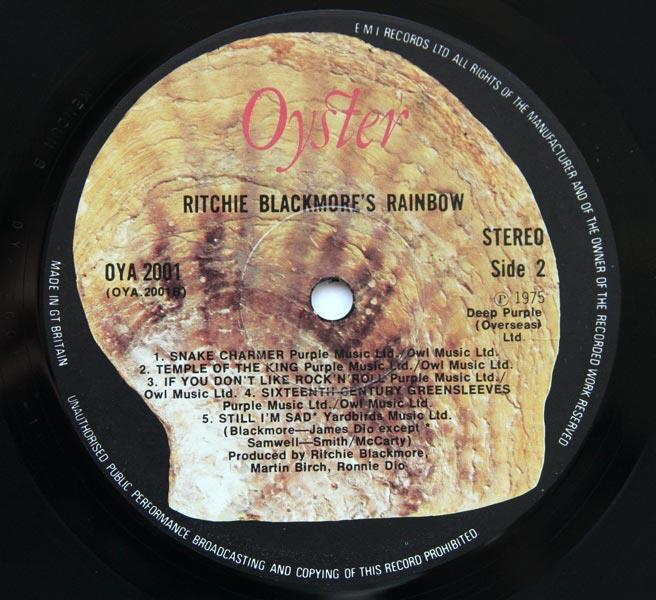 Oyster
RITCHIE BLACKMORE'S RAINBOW
OYA 2001
(OYA.2001B)
STEREO
Side 2
Ⓟ 1975
Deep Purple
(Overseas)
Ltd.
1. SNAKE CHARMER Purple Music Ltd./Owl Music Ltd.
2. TEMPLE OF THE KING Purple Music Ltd./Owl Music Ltd.
3. IF YOU DON'T LIKE ROCK'N'ROLL Purple Music Ltd./
Owl Music Ltd. 4. SIXTEENTH CENTURY GREENSLEEVES
Purple Music Ltd./Owl Music Ltd.
5. STILL I'M SAD* Yardbirds Music Ltd.
(Blackmore—James Dio except *
Samwell—Smith/McCarty)
Produced by Ritchie Blackmore,
Martin Birch, Ronnie Dio
E M I RECORDS LTD ALL RIGHTS OF THE MANUFACTURER AND OF THE OWNER OF THE RECORDED WORK RESERVED
UNAUTHORISED PUBLIC PERFORMANCE BROADCASTING AND COPYING OF THIS RECORD PROHIBITED
MADE IN GT BRITAIN